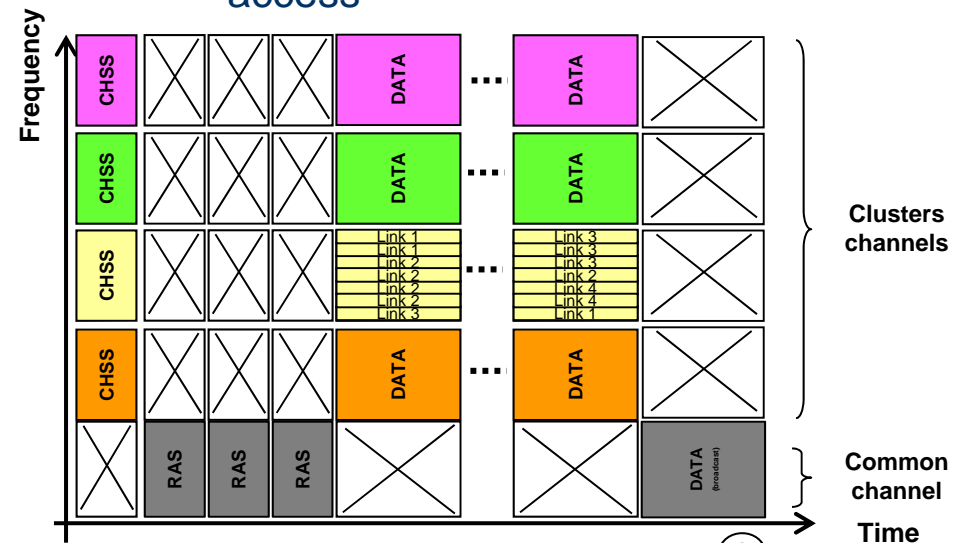 access
Frequency
CHSS
DATA
DATA
CHSS
DATA
DATA
Clusters
channels
CHSS
Link 1
Link 1
Link 2
Link 2
Link 2
Link 2
Link 3
Link 3
Link 3
Link 3
Link 2
Link 4
Link 4
Link 1
CHSS
DATA
DATA
RAS
RAS
RAS
DATA
(broadcast)
Common
channel
Time